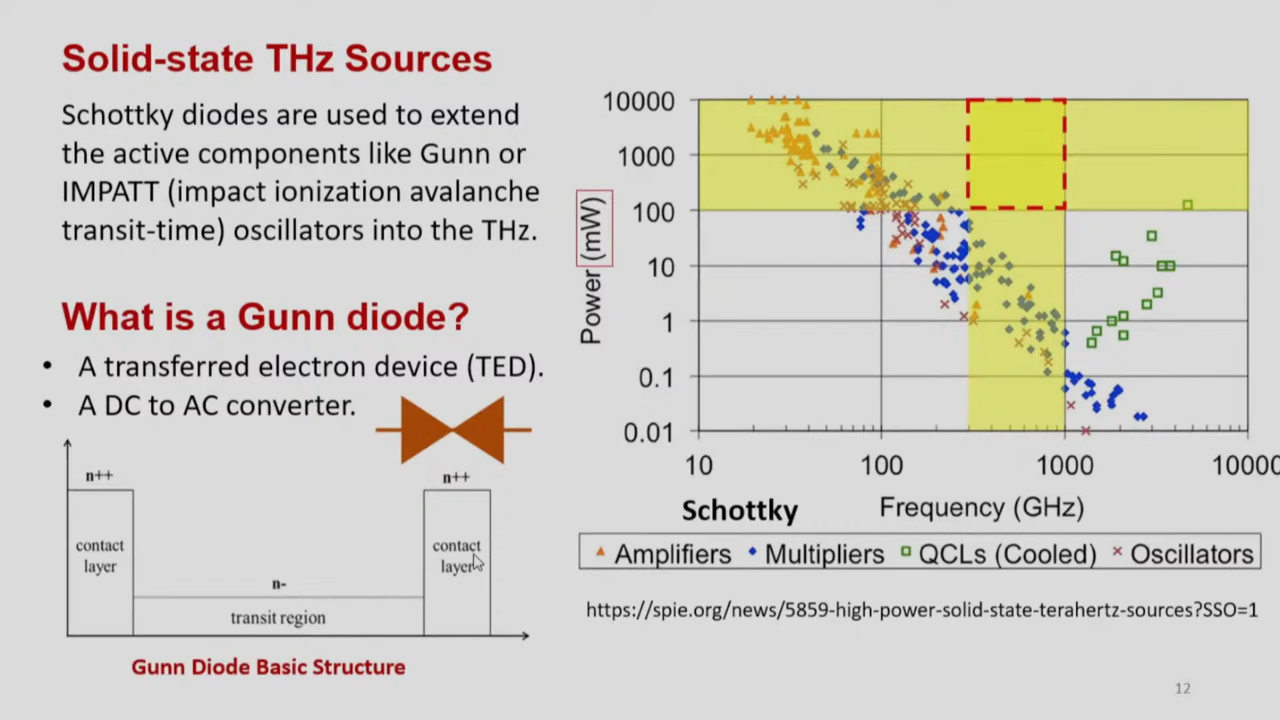 Solid-state THz Sources
Schottky diodes are used to extend
the active components like Gunn or
IMPATT (impact ionization avalanche
transit-time) oscillators into the THz.
What is a Gunn diode?
• A transferred electron device (TED).
• A DC to AC converter.
n++
n++
contact
layer
contact
layer
n-
transit region
Gunn Diode Basic Structure
10000
1000
100
10
1
0.1
0.01
Power (mW)
10
100
1000
10000
Schottky
Frequency (GHz)
Amplifiers
Multipliers
QCLs (Cooled)
Oscillators
https://spie.org/news/5859-high-power-solid-state-terahertz-sources?SSO=1
12